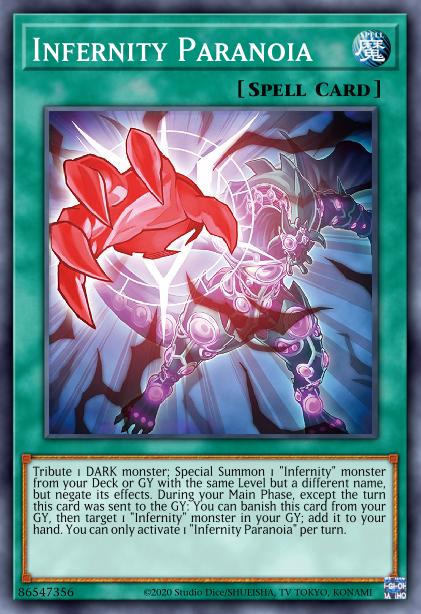 INFERNITY PARANOIA
SPELL
魔
[SPELL CARD]
Tribute 1 DARK monster; Special Summon 1 "Infernity" monster
from your Deck or GY with the same Level but a different name,
but negate its effects. During your Main Phase, except the turn
this card was sent to the GY: You can banish this card from your
GY, then target 1 "Infernity" monster in your GY; add it to your
hand. You can only activate 1 "Infernity Paranoia" per turn.
86547356 ©2020 Studio Dice/SHUEISHA, TV TOKYO, KONAMI